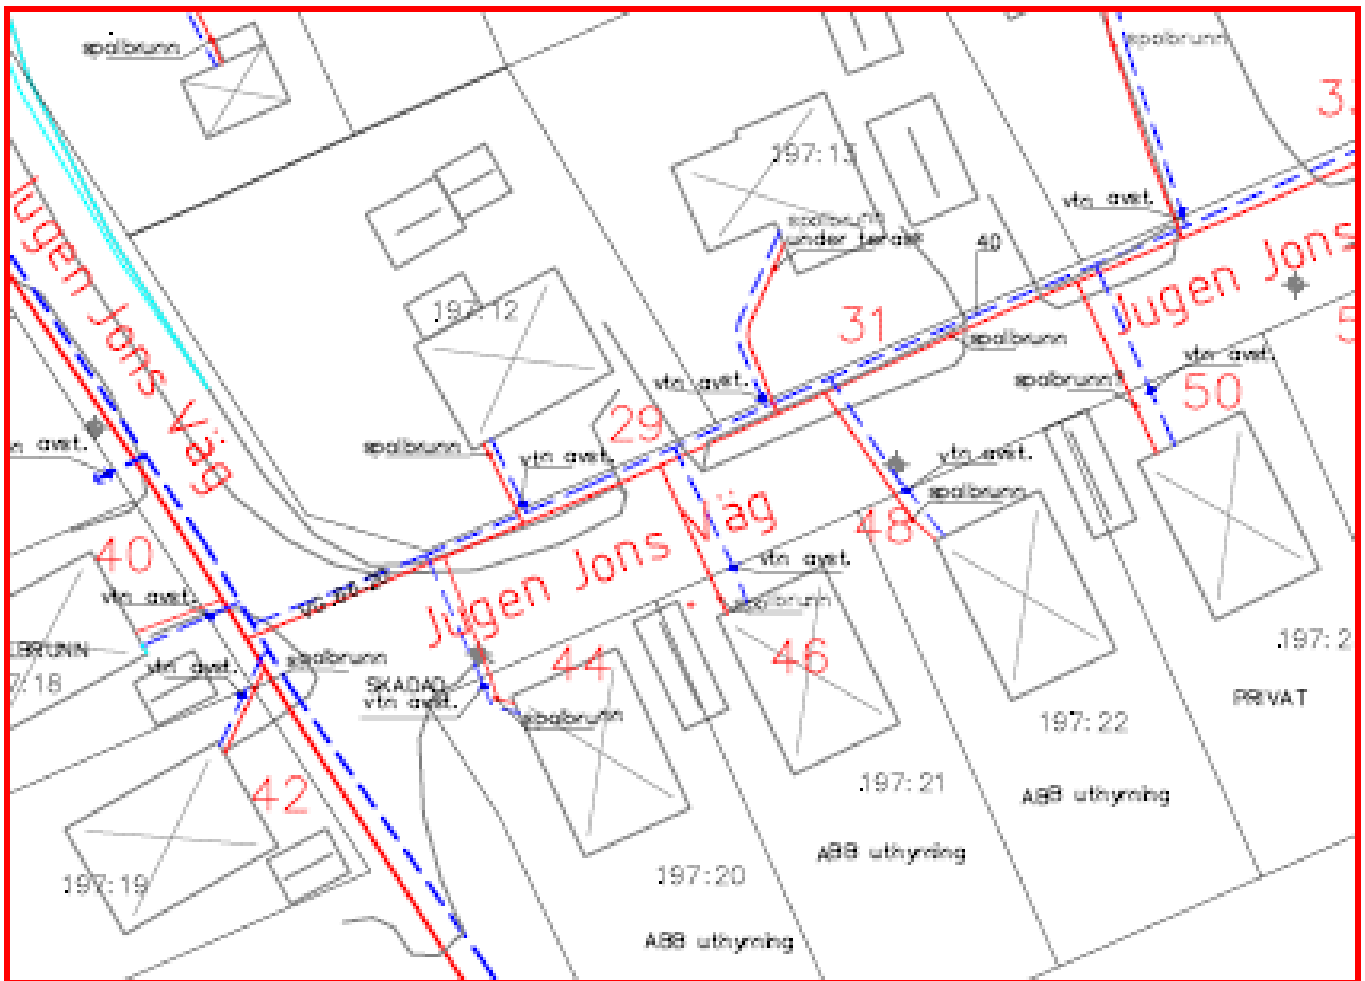 spolbrunn
spolbrunn
197:13
vtn avst.
spolbrunn
under terass
40
Jugen Jons Väg
Jugen Jons
197:12
31
spolbrunn
vtn avst.
vtn avst.
spolbrunn
50
29
spolbrunn
vtn avst.
vtn avst.
spolbrunn
48
avst.
40
Jugen Jons Väg
vtn avst.
spolbrunn
vtn avst.
46
44
vtn avst.
spolbrunn
SKADAD
vtn avst.
spolbrunn
197:22
PRIVAT
42
197:21
ABB uthyrning
197:19
197:20
ABB uthyrning
ABB uthyrning